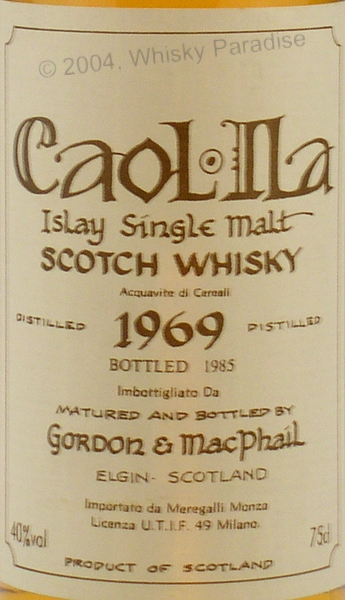 © 2004, Whisky Paradise
Caol·Ila
Islay Single Malt
SCOTCH WHISKY
Acquavite di Cereali
DISTILLED 1969 DISTILLED
BOTTLED 1985
Imbottigliato Da
MATURED AND BOTTLED BY
GORDON & MACPHAIL
ELGIN- SCOTLAND
Importato da Meregalli Monza
Licenza U.T.I.F. 49 Milano.
40%vol 75cl
PRODUCT OF SCOTLAND